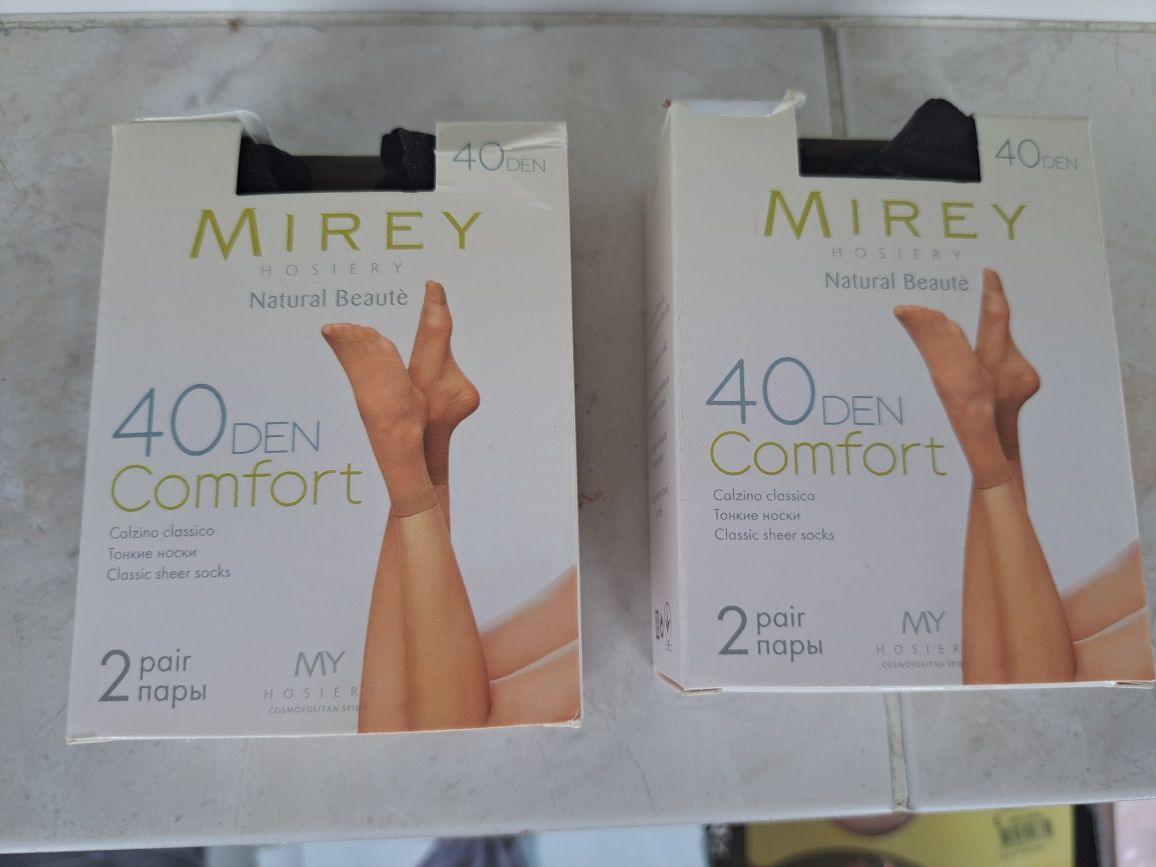 40DEN
MIREY
HOSIERY
Natural Beautè
40DEN
Comfort
Calzino classico
Тонкие носки
Classic sheer socks
2 pair
пары
MY
HOSIERY
COSMOPOLITAN SPIRIT
40DEN
MIREY
HOSIERY
Natural Beautè
40DEN
Comfort
Calzino classico
Тонкие носки
Classic sheer socks
2 pair
пары
MY
HOSIERY
COSMOPOLITAN SPIRIT